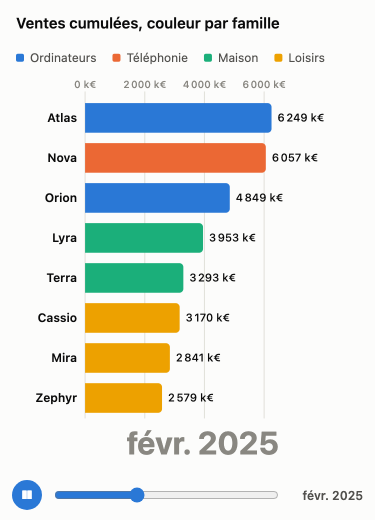 Ventes cumulées, couleur par famille
Ordinateurs Téléphonie Maison Loisirs
0 k€ 2 000 k€ 4 000 k€ 6 000 k€
Atlas 6 249 k€
Nova 6 057 k€
Orion 4 849 k€
Lyra 3 953 k€
Terra 3 293 k€
Cassio 3 170 k€
Mira 2 841 k€
Zephyr 2 579 k€
févr. 2025
févr. 2025